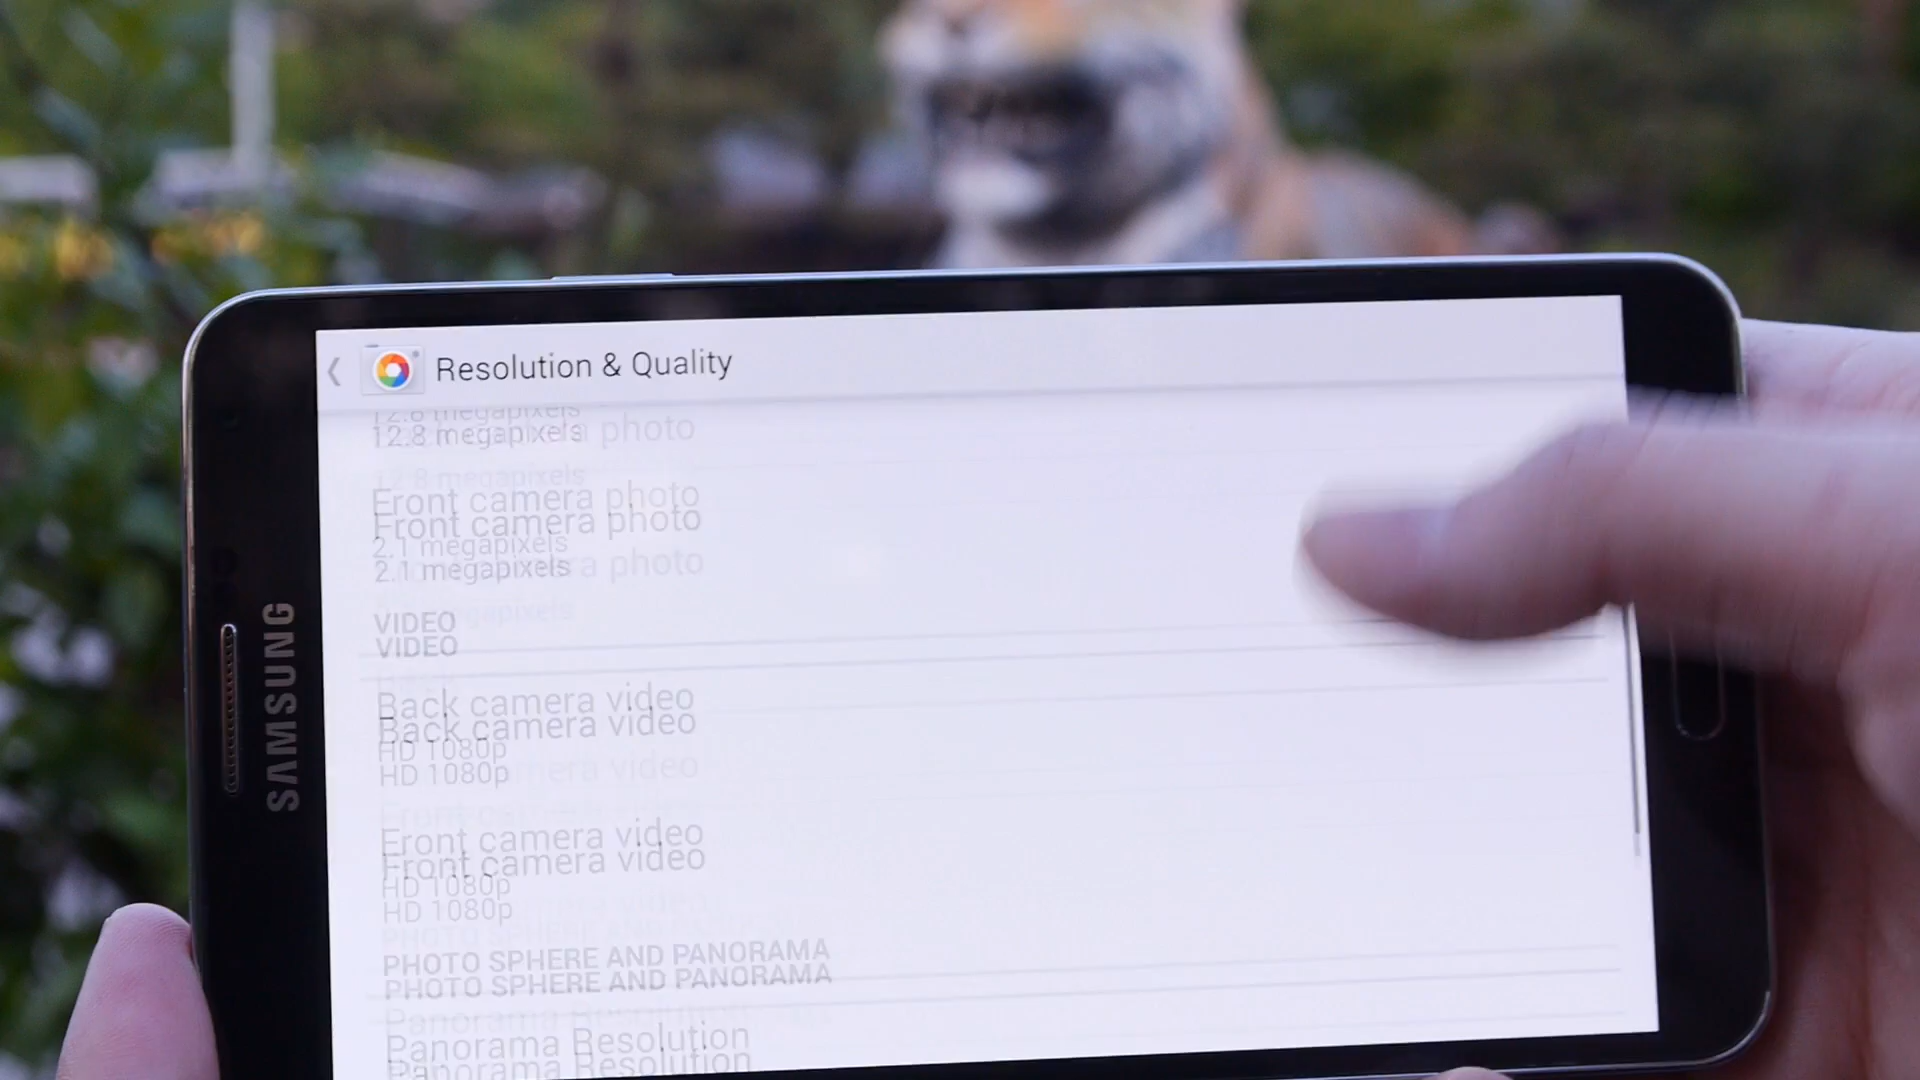 Resolution & Quality
12.8 megapixels
Front camera photo
2.1 megapixels
VIDEO
Back camera video
HD 1080p
Front camera video
HD 1080p
PHOTO SPHERE AND PANORAMA
Panorama Resolution
SAMSUNG